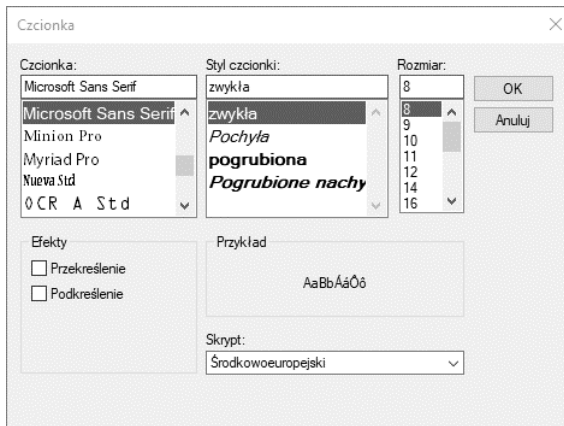 Czcionka
Czcionka:
Microsoft Sans Serif
Microsoft Sans Serif
Minion Pro
Myriad Pro
Nueva Std
OCR A Std
Styl czcionki:
zwykła
zwykła
Pochyła
pogrubiona
Pogrubione nachy
Rozmiar:
8
8
9
10
11
12
14
16
OK
Anuluj
Efekty
Przekreślenie
Podkreślenie
Przykład
AaBbÁáÔô
Skrypt:
Środkowoeuropejski